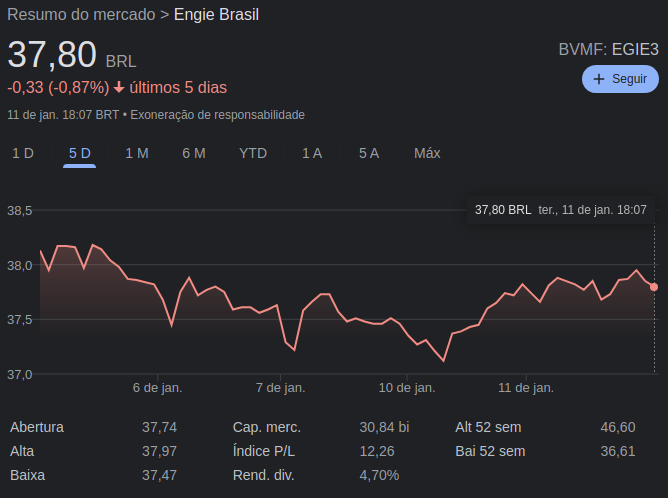 Resumo do mercado > Engie Brasil
37,80 BRL
BVMF: EGIE3
-0,33 (-0,87%) ↓ últimos 5 dias
+ Seguir
11 de jan. 18:07 BRT • Exoneração de responsabilidade
1 D 5 D 1 M 6 M YTD 1 A 5 A Máx
37,80 BRL ter., 11 de jan. 18:07
38,5
38,0
37,5
37,0
6 de jan. 7 de jan. 10 de jan. 11 de jan.
Abertura 37,74 Cap. merc. 30,84 bi Alt 52 sem 46,60
Alta 37,97 Índice P/L 12,26 Bai 52 sem 36,61
Baixa 37,47 Rend. div. 4,70%